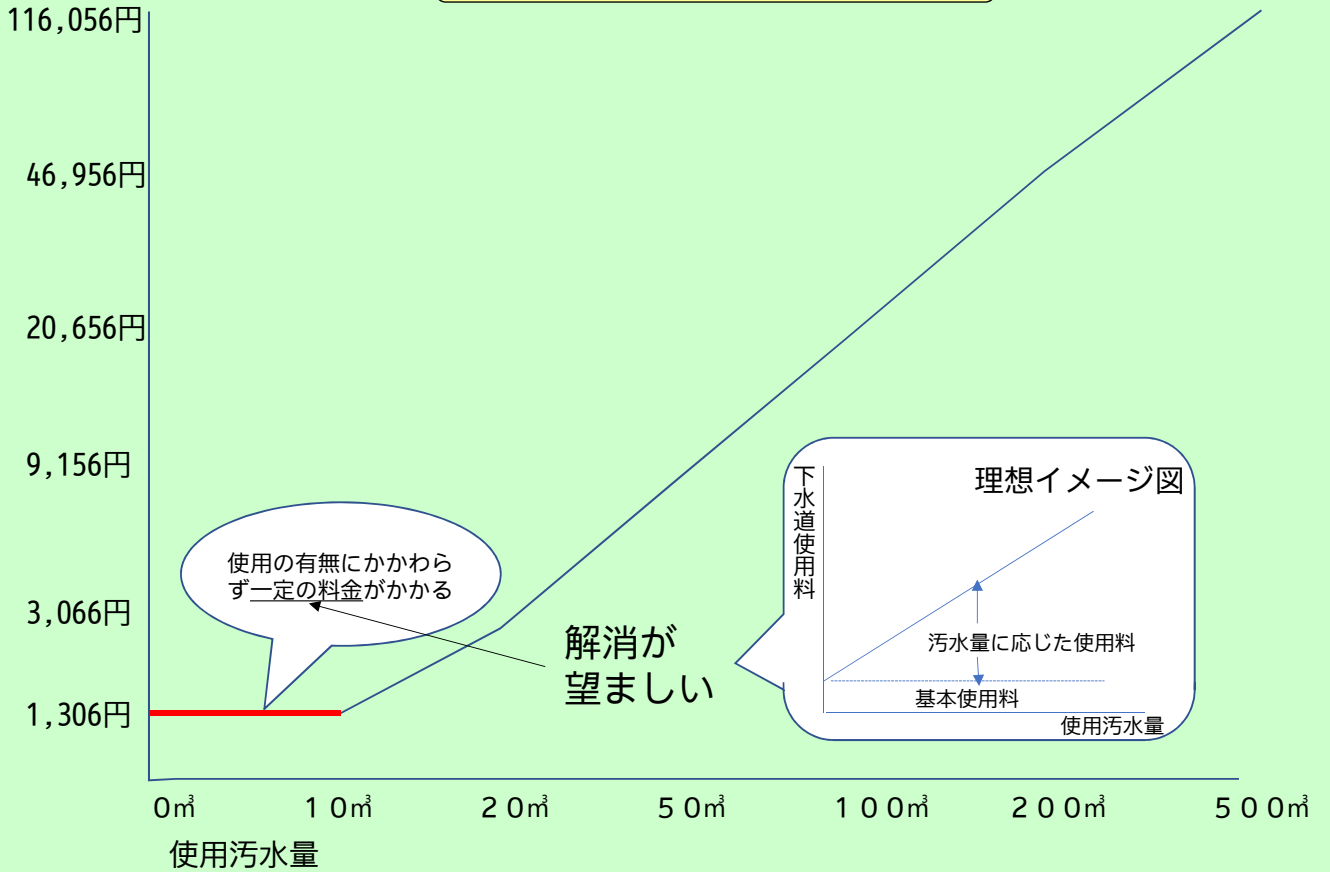 116,056円
46,956円
20,656円
9,156円
3,066円
1,306円
使用の有無にかかわら
ず一定の料金がかかる
解消が
望ましい
理想イメージ図
下水道使用料
汚水量に応じた使用料
基本使用料
使用汚水量
0㎥
１０㎥
２０㎥
５０㎥
１００㎥
２００㎥
５００㎥
使用汚水量